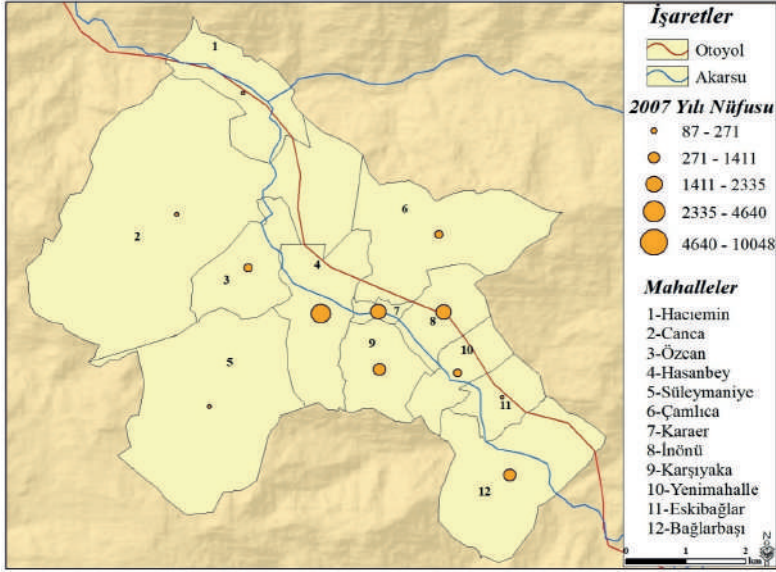 1
2
3
4
5
6
7
8
9
10
11
12
İşaretler
Otoyol
Akarsu
2007 Yılı Nüfusu
87 - 271
271 - 1411
1411 - 2335
2335 - 4640
4640 - 10048
Mahalleler
1-Hacıemin
2-Canca
3-Özcan
4-Hasanbey
5-Süleymaniye
6-Çamlıca
7-Karaer
8-İnönü
9-Karşıyaka
10-Yenimahalle
11-Eskibağlar
12-Bağlarbaşı
0 1 2
km